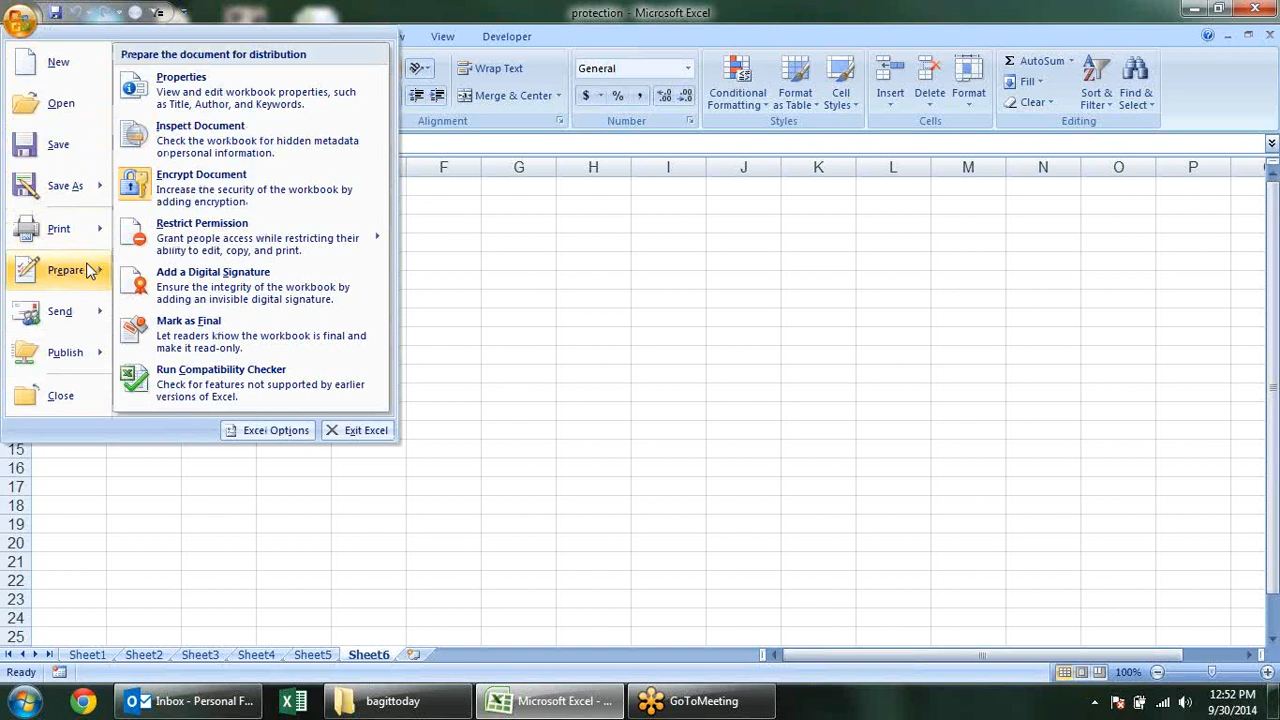 protection - Microsoft Excel
View
Developer
New
Open
Save
Save As
Print
Prepare
Send
Publish
Close
Prepare the document for distribution
Properties
View and edit workbook properties, such
as Title, Author, and Keywords.
Inspect Document
Check the workbook for hidden metadata
or personal information.
Encrypt Document
Increase the security of the workbook by
adding encryption.
Restrict Permission
Grant people access while restricting their
ability to edit, copy, and print.
Add a Digital Signature
Ensure the integrity of the workbook by
adding an invisible digital signature.
Mark as Final
Let readers know the workbook is final and
make it read-only.
Run Compatibility Checker
Check for features not supported by earlier
versions of Excel.
Excel Options
Exit Excel
Wrap Text
Merge & Center
Alignment
General
$ % ,
Number
Conditional
Formatting
Format
as Table
Cell
Styles
Styles
Insert
Delete
Format
Cells
AutoSum
Fill
Clear
Sort &
Filter
Find &
Select
Editing
F G H I J K L M N O P
15
16
17
18
19
20
21
22
23
24
25
Sheet1 Sheet2 Sheet3 Sheet4 Sheet5 Sheet6
Ready
100%
Inbox - Personal F...
bagittoday
Microsoft Excel - ...
GoToMeeting
12:52 PM
9/30/2014